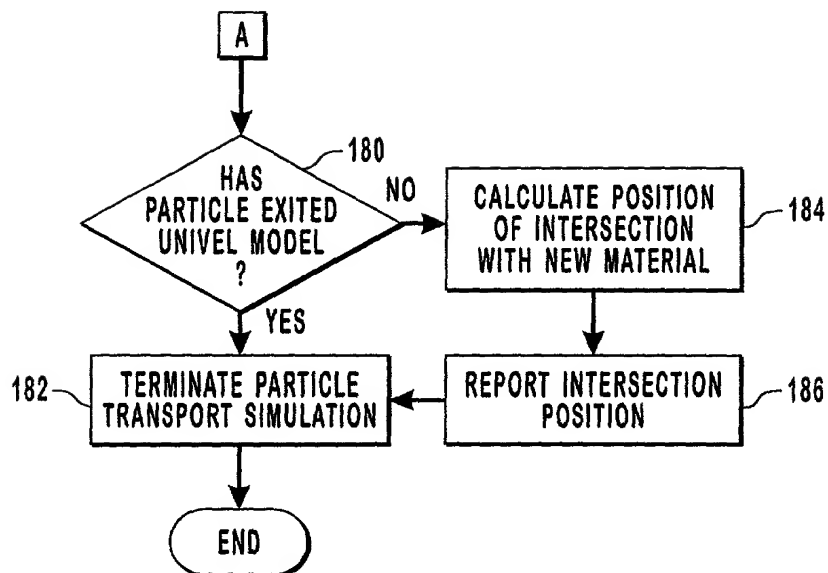 A
180
HAS
PARTICLE EXITED
UNIVEL MODEL
?
NO
CALCULATE POSITION
OF INTERSECTION
WITH NEW MATERIAL
184
YES
182
TERMINATE PARTICLE
TRANSPORT SIMULATION
REPORT INTERSECTION
POSITION
186
END